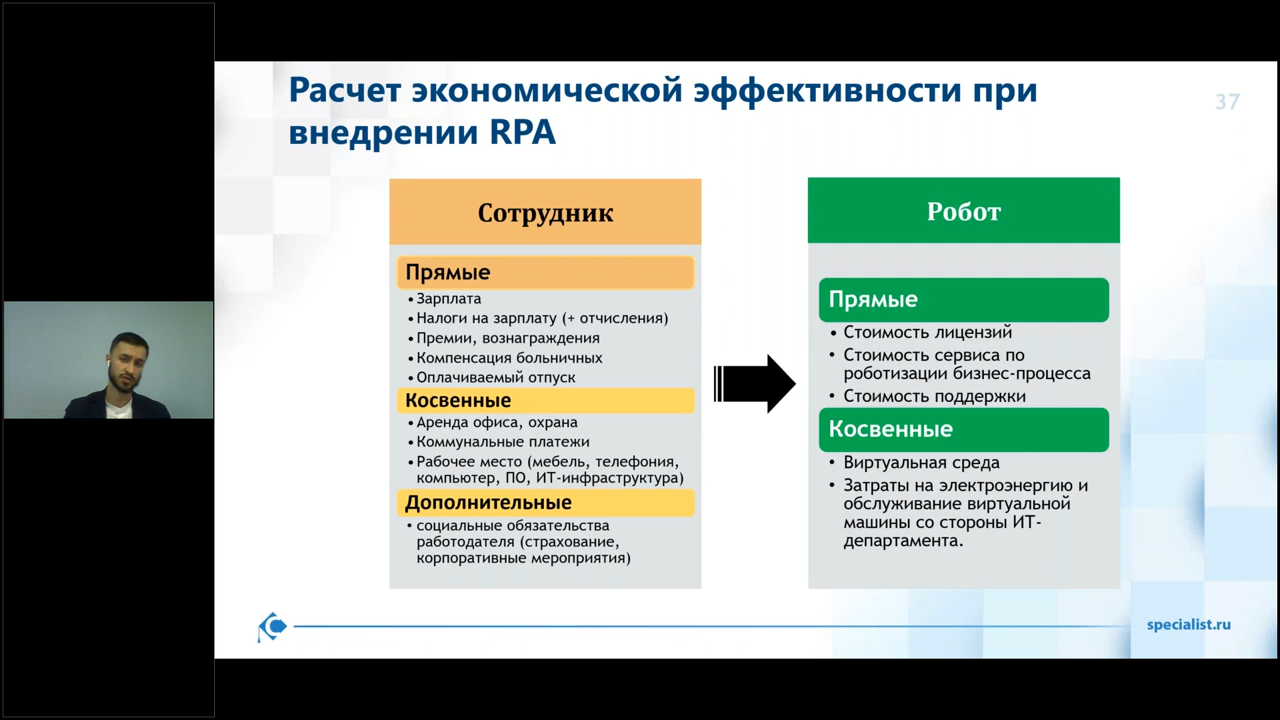 Расчет экономической эффективности при
внедрении RPA
37
Сотрудник
Прямые
• Зарплата
• Налоги на зарплату (+ отчисления)
• Премии, вознаграждения
• Компенсация больничных
• Оплачиваемый отпуск
Косвенные
• Аренда офиса, охрана
• Коммунальные платежи
• Рабочее место (мебель, телефония,
компьютер, ПО, ИТ-инфраструктура)
Дополнительные
• социальные обязательства
работодателя (страхование,
корпоративные мероприятия)
Робот
Прямые
• Стоимость лицензий
• Стоимость сервиса по
роботизации бизнес-процесса
• Стоимость поддержки
Косвенные
• Виртуальная среда
• Затраты на электроэнергию и
обслуживание виртуальной
машины со стороны ИТ-
департамента.
specialist.ru